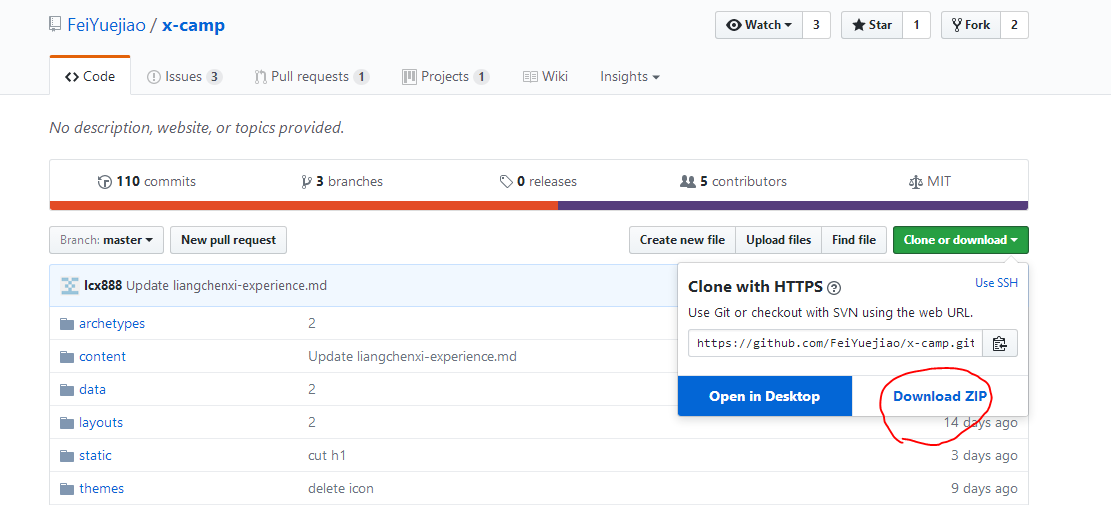 FeiYuejiao / x-camp
Watch 3 Star 1 Fork 2
Code Issues 3 Pull requests 1 Projects 1 Wiki Insights
No description, website, or topics provided.
110 commits 3 branches 0 releases 5 contributors MIT
Branch: master New pull request Create new file Upload files Find file Clone or download
lcx888 Update liangchenxi-experience.md
Clone with HTTPS ? Use SSH
Use Git or checkout with SVN using the web URL.
https://github.com/FeiYuejiao/x-camp.git
Open in Desktop Download ZIP
archetypes 2
content Update liangchenxi-experience.md
data 2
layouts 2 14 days ago
static cut h1 3 days ago
themes delete icon 9 days ago